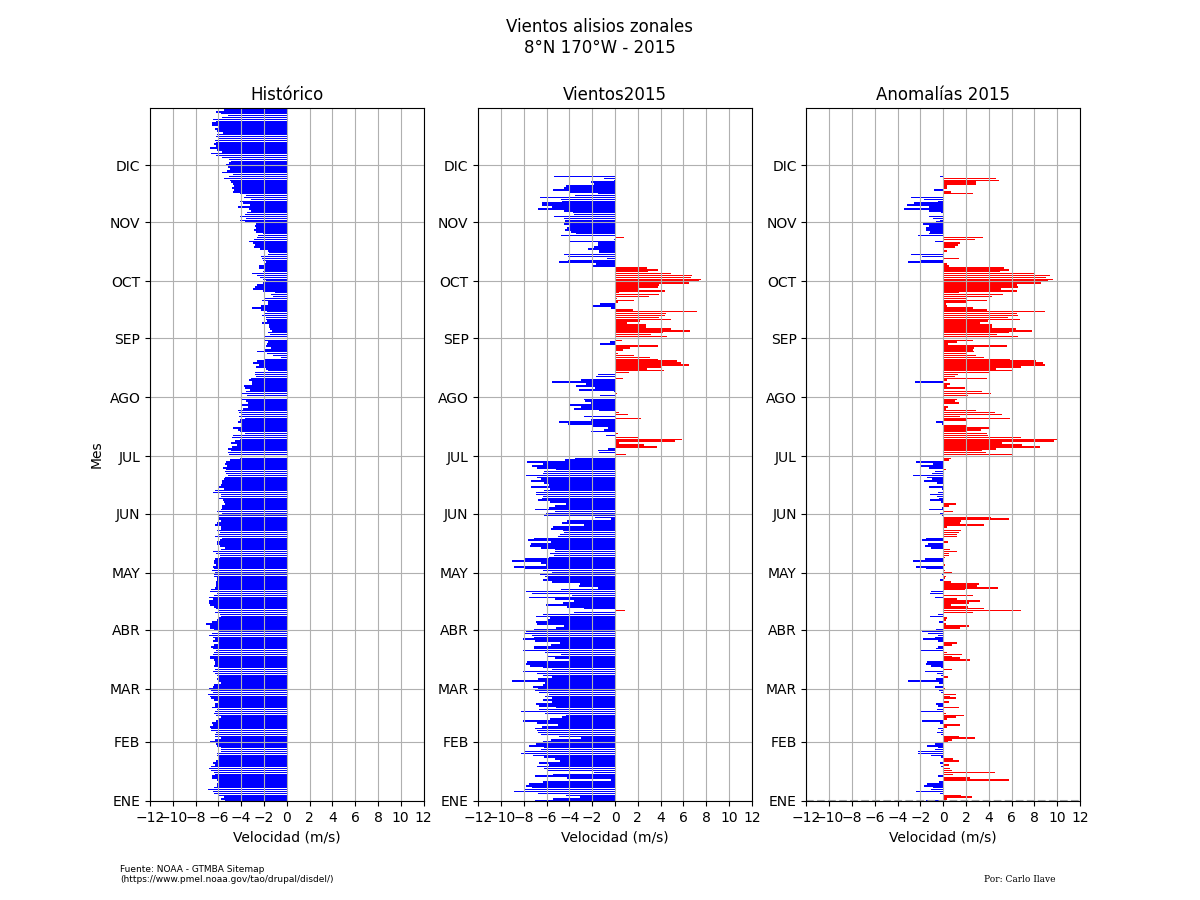 Vientos alisios zonales
8°N 170°W - 2015
Histórico
Vientos2015
Anomalías 2015
Mes
DIC
NOV
OCT
SEP
AGO
JUL
JUN
MAY
ABR
MAR
FEB
ENE
−12 −10 −8 −6 −4 −2 0 2 4 6 8 10 12
Velocidad (m/s)
DIC
NOV
OCT
SEP
AGO
JUL
JUN
MAY
ABR
MAR
FEB
ENE
−12 −10 −8 −6 −4 −2 0 2 4 6 8 10 12
Velocidad (m/s)
DIC
NOV
OCT
SEP
AGO
JUL
JUN
MAY
ABR
MAR
FEB
ENE
−12 −10 −8 −6 −4 −2 0 2 4 6 8 10 12
Velocidad (m/s)
Fuente: NOAA - GTMBA Sitemap
(https://www.pmel.noaa.gov/tao/drupal/disdel/)
Por: Carlo Ilave